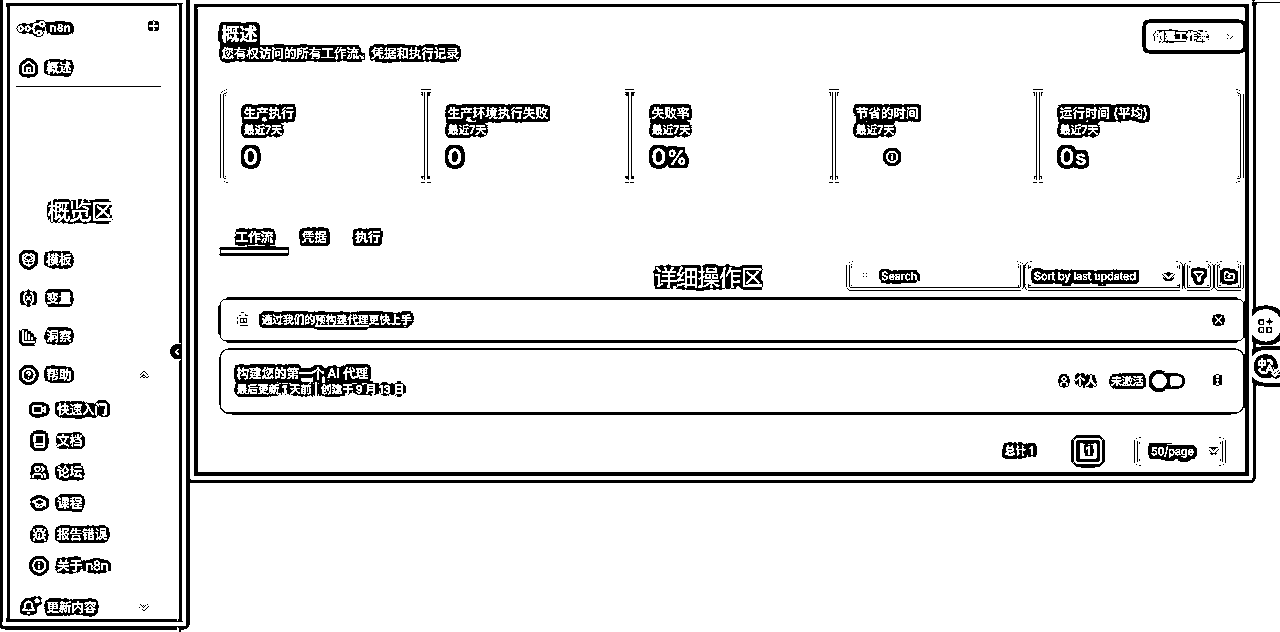 n8n
概述
概览区
模板
变量
洞察
帮助
快速入门
文档
论坛
课程
报告错误
关于 n8n
更新内容
概述
您有权访问的所有工作流、凭据和执行记录
创建工作流
生产执行
最近7天
0
生产环境执行失败
最近7天
0
失败率
最近7天
0%
节省的时间
最近7天
运行时间 (平均)
最近7天
0s
工作流 凭据 执行
详细操作区
Search
Sort by last updated
通过我们的预构建代理更快上手
构建您的第一个 AI 代理
最后更新 1 天前 | 创建于 9 月 13 日
个人
未激活
总计 1
1
50/page